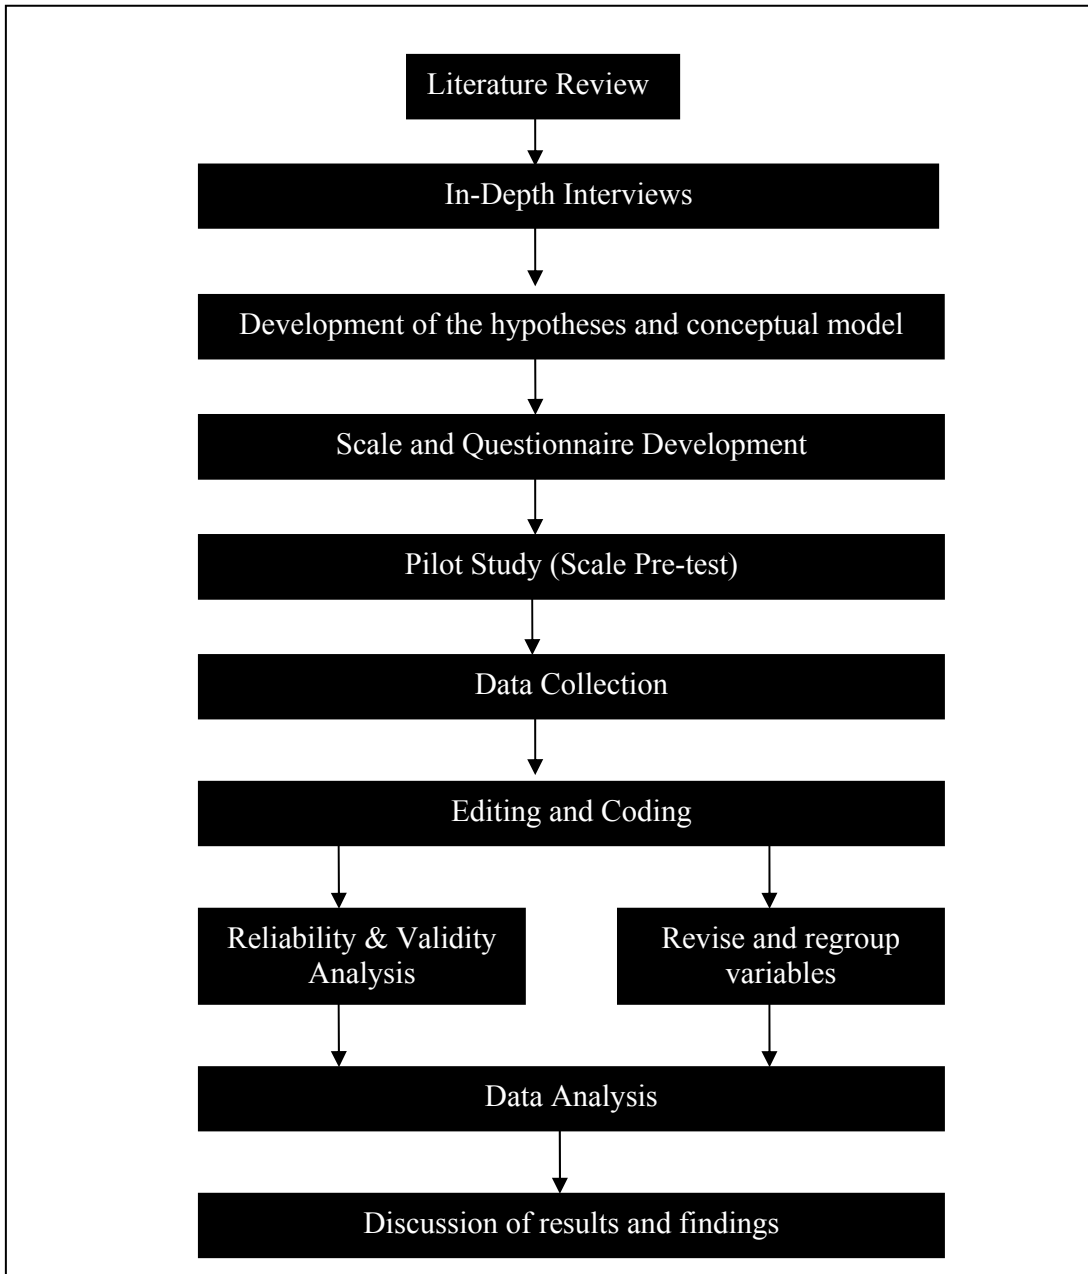 Literature Review
In-Depth Interviews
Development of the hypotheses and conceptual model
Scale and Questionnaire Development
Pilot Study (Scale Pre-test)
Data Collection
Editing and Coding
Reliability & Validity
Analysis
Revise and regroup
variables
Data Analysis
Discussion of results and findings